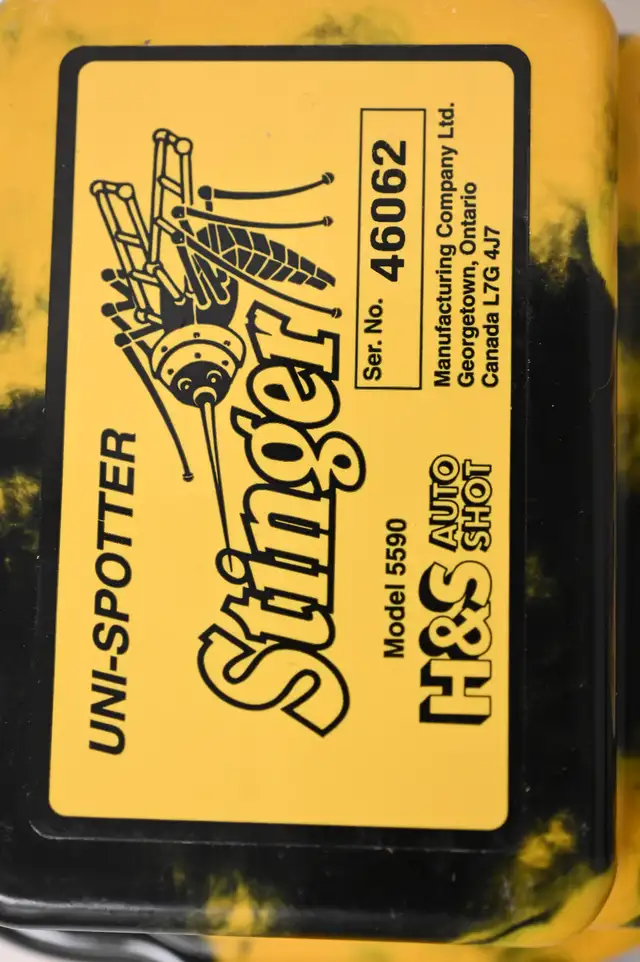 UNI-SPOTTER
Stinger
Model 5590
Ser. No. 46062
H&S AUTO SHOT
Manufacturing Company Ltd.
Georgetown, Ontario
Canada L7G 4J7